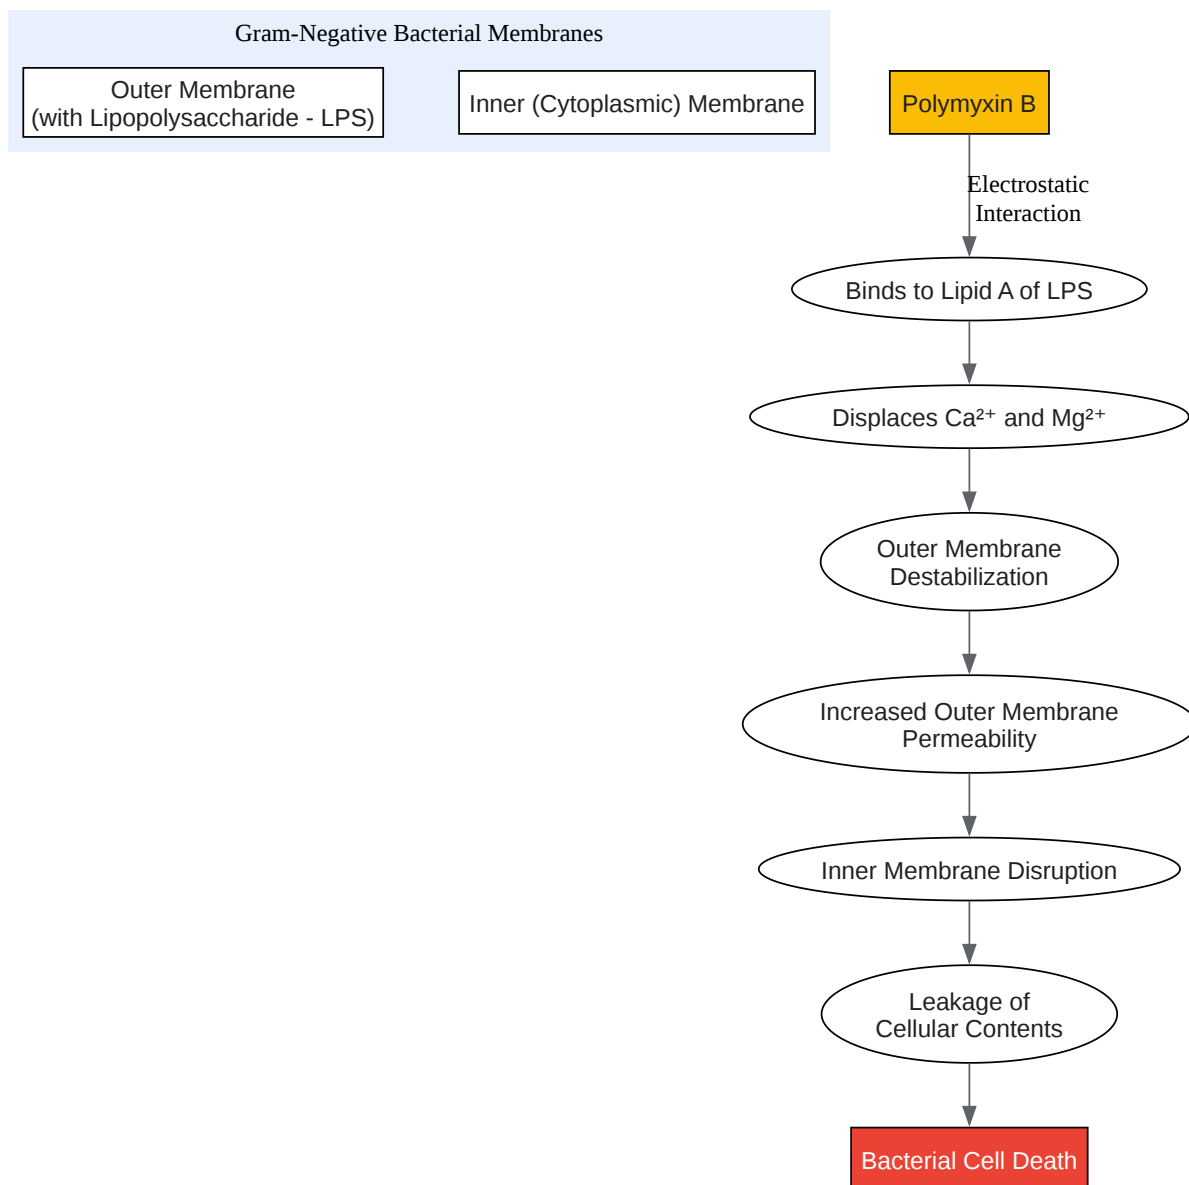 Gram-Negative Bacterial Membranes
Outer Membrane
(with Lipopolysaccharide - LPS)
Inner (Cytoplasmic) Membrane
Polymyxin B
Electrostatic
Interaction
Binds to Lipid A of LPS
Displaces Ca²⁺ and Mg²⁺
Outer Membrane
Destabilization
Increased Outer Membrane
Permeability
Inner Membrane Disruption
Leakage of
Cellular Contents
Bacterial Cell Death